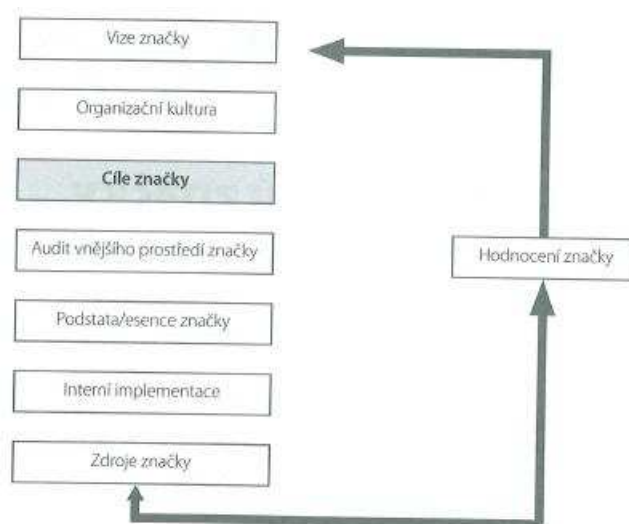 Vize značky
Organizační kultura
Cíle značky
Audit vnějšího prostředí značky
Hodnocení značky
Podstata/esence značky
Interní implementace
Zdroje značky